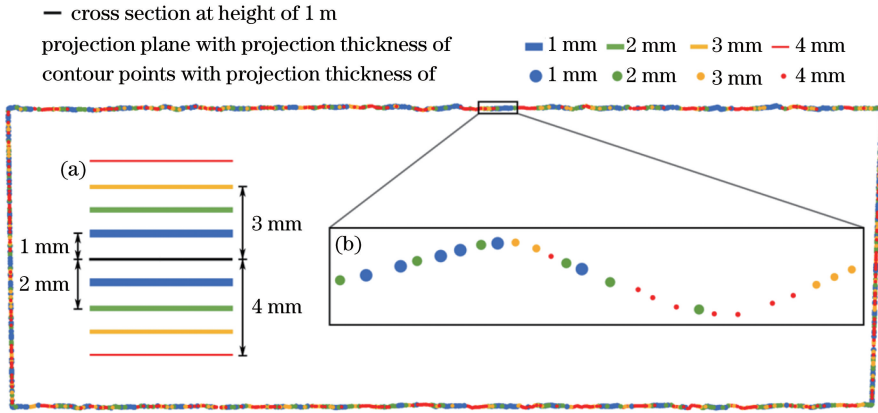 cross section at height of 1 m
projection plane with projection thickness of 1 mm 2 mm 3 mm 4 mm
contour points with projection thickness of 1 mm 2 mm 3 mm 4 mm
(a)
3 mm
1 mm
2 mm
4 mm
(b)